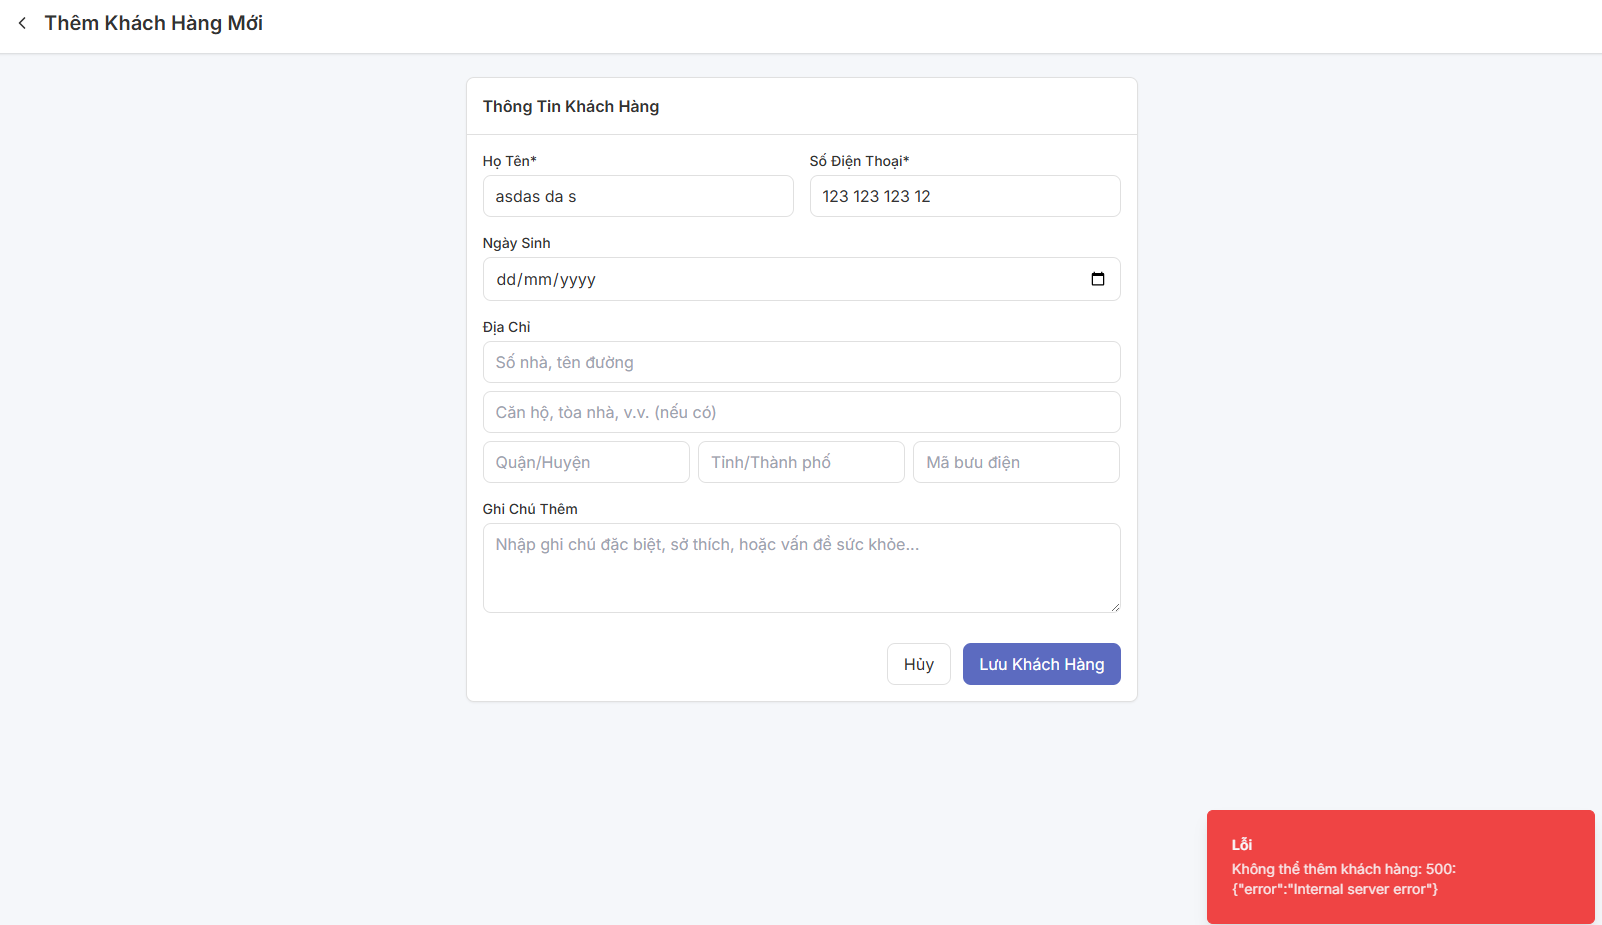 Thêm Khách Hàng Mới
Thông Tin Khách Hàng
Họ Tên*
Số Điện Thoại*
asdas da s
123 123 123 12
Ngày Sinh
dd/mm/yyyy
Địa Chỉ
Số nhà, tên đường
Căn hộ, tòa nhà, v.v. (nếu có)
Quận/Huyện
Tỉnh/Thành phố
Mã bưu điện
Ghi Chú Thêm
Nhập ghi chú đặc biệt, sở thích, hoặc vấn đề sức khỏe...
Hủy
Lưu Khách Hàng
Lỗi
Không thể thêm khách hàng: 500:
{"error":"Internal server error"}